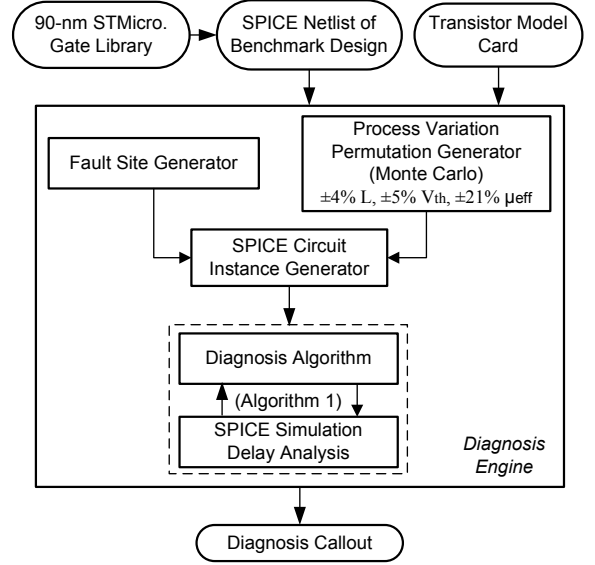 90-nm STMicro.
Gate Library
SPICE Netlist of
Benchmark Design
Transistor Model
Card
Fault Site Generator
Process Variation
Permutation Generator
(Monte Carlo)
±4% L, ±5% Vth, ±21% μeff
SPICE Circuit
Instance Generator
Diagnosis Algorithm
(Algorithm 1)
SPICE Simulation
Delay Analysis
Diagnosis
Engine
Diagnosis Callout